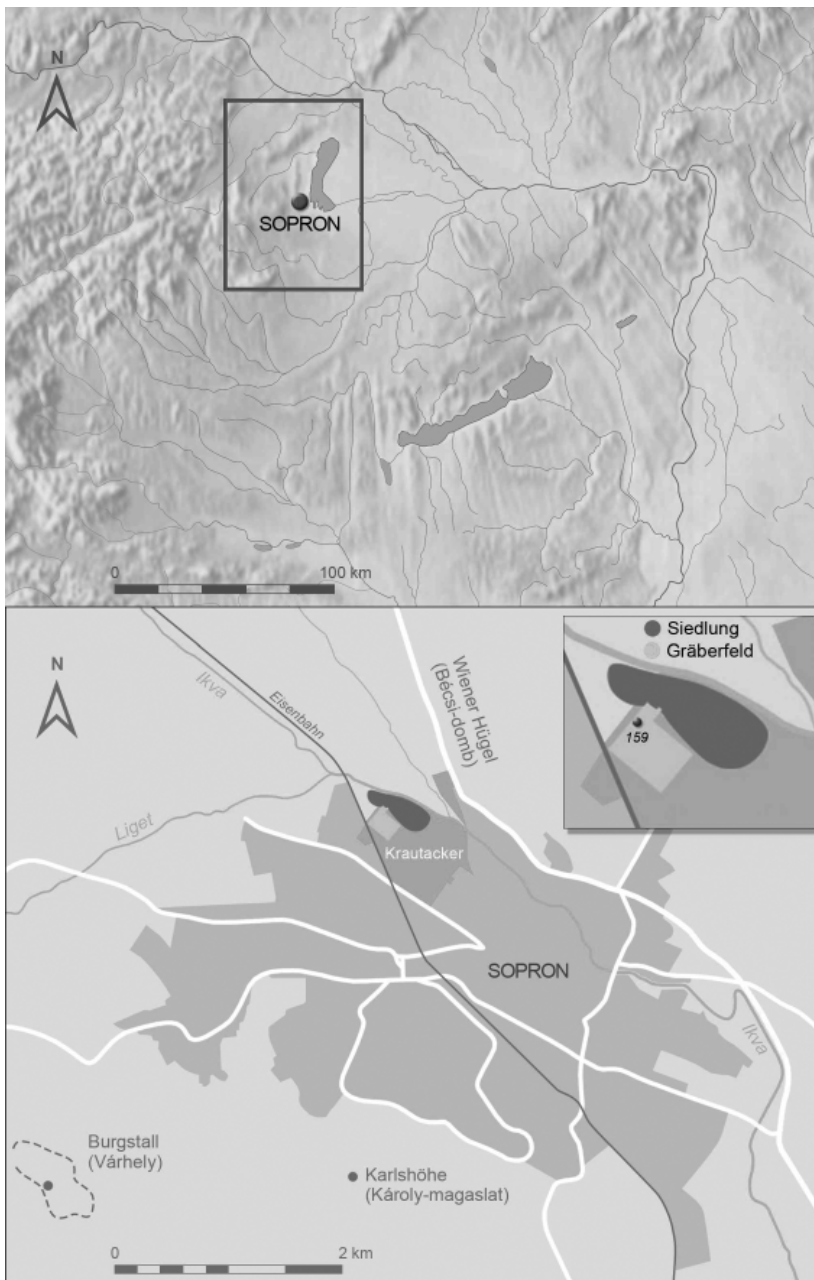 N
SOPRON
0 100 km
N
Ikva
Eisenbahn
Wiener Hügel
(Bécsi-domb)
Siedlung
Gräberfeld
159
Liget
Krautacker
SOPRON
Ikva
Burgstall
(Várhely)
Karlshöhe
(Károly-magaslat)
0 2 km